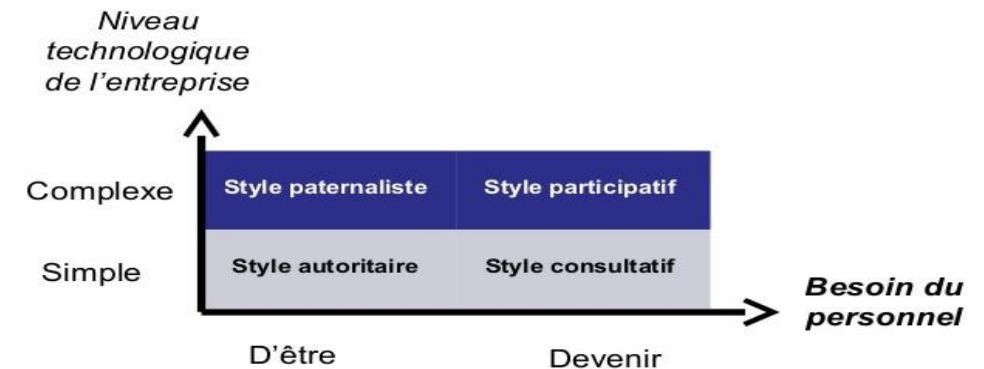 Niveau
technologique
de l'entreprise
Complexe
Style paternaliste
Style participatif
Simple
Style autoritaire
Style consultatif
Besoin du
personnel
D'être
Devenir